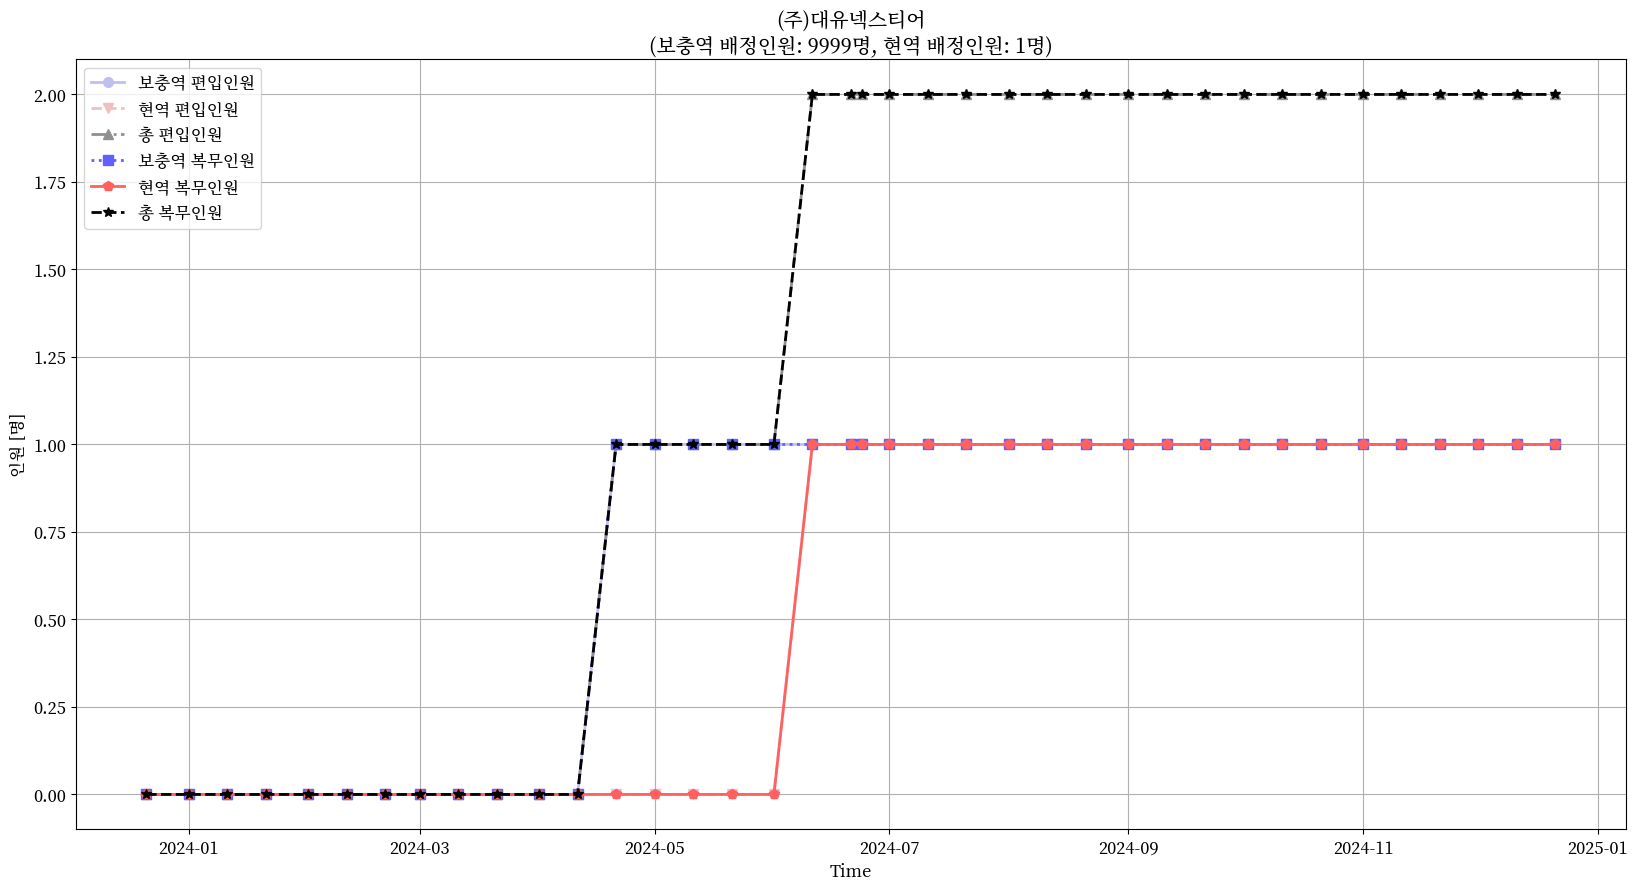 (주)대유넥스티어
(보충역 배정인원: 9999명, 현역 배정인원: 1명)
보충역 편입인원
현역 편입인원
총 편입인원
보충역 복무인원
현역 복무인원
총 복무인원
2.00
1.75
1.50
1.25
1.00
0.75
0.50
0.25
0.00
인원 [명]
2024-01
2024-03
2024-05
2024-07
2024-09
2024-11
2025-01
Time